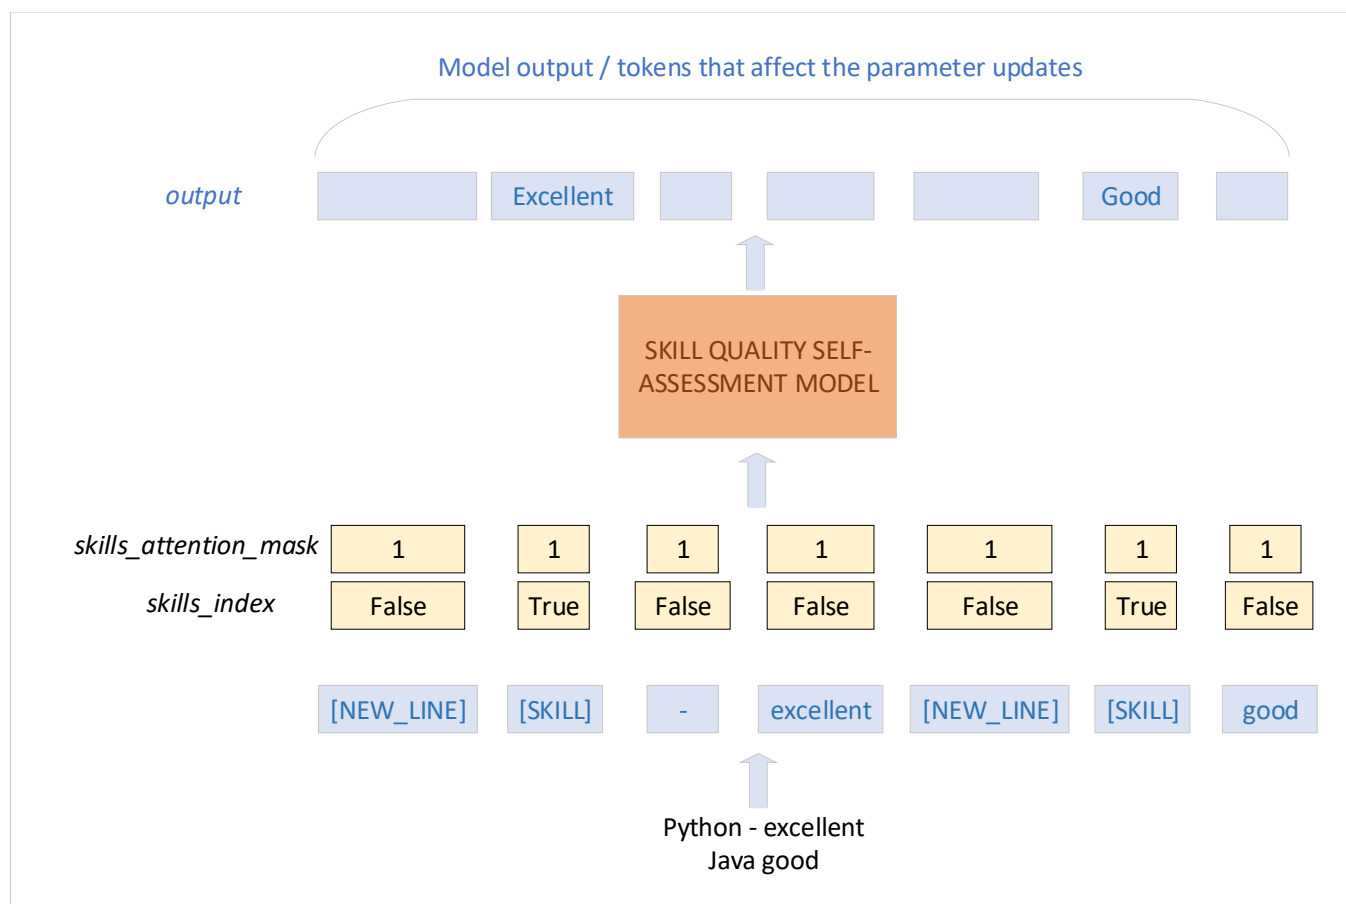 Model output / tokens that affect the parameter updates
output
Excellent
Good
SKILL QUALITY SELF-
ASSESSMENT MODEL
skills_attention_mask 1 1 1 1 1 1 1
skills_index False True False False False True False
[NEW_LINE] [SKILL] - excellent [NEW_LINE] [SKILL] good
Python - excellent
Java good